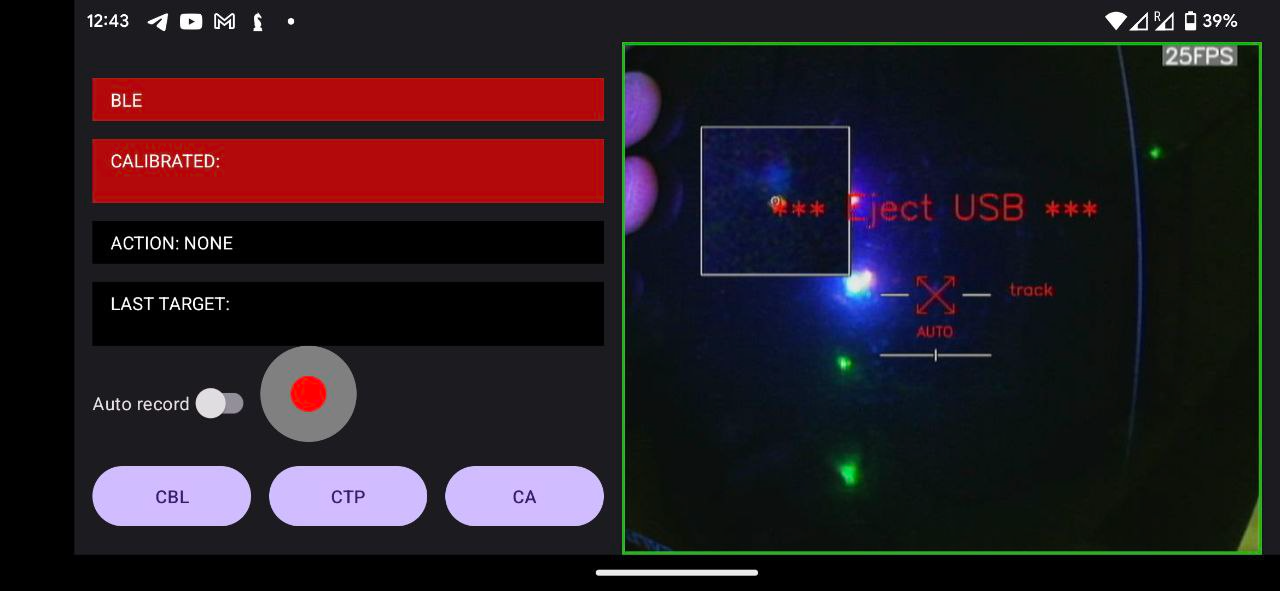 12:43
R
39%
BLE
CALIBRATED:
ACTION: NONE
LAST TARGET:
Auto record
CBL
CTP
CA
25FPS
*** Eject USB ***
track
AUTO